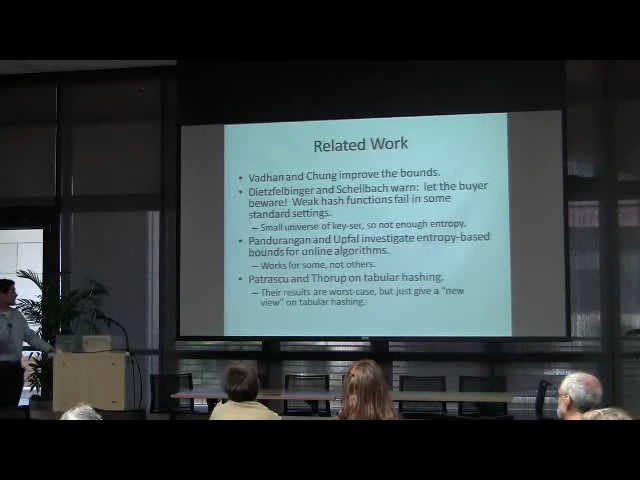 Related Work
• Vadhan and Chung improve the bounds.
• Dietzfelbinger and Schellbach warn: let the buyer
beware! Weak hash functions fail in some
standard settings.
– Small universe of key-set, so not enough entropy.
• Pandurangan and Upfal investigate entropy-based
bounds for online algorithms.
– Works for some, not others.
• Patrascu and Thorup on tabular hashing.
– Their results are worst-case, but just give a "new
view" on tabular hashing.